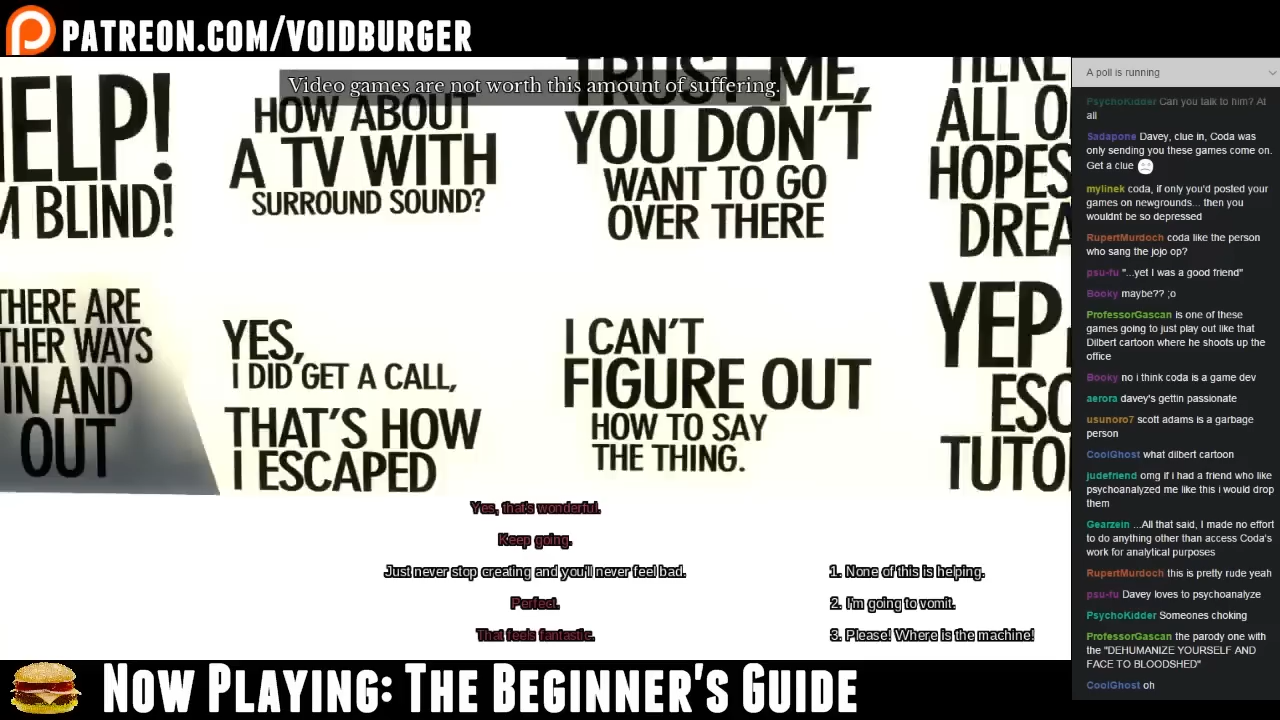 PATREON.COM/VOIDBURGER
Video games are not worth this amount of suffering.
HELP!
M BLIND!
HOW ABOUT
A TV WITH
SURROUND SOUND?
TRUST ME,
YOU DON'T
WANT TO GO
OVER THERE
HERE
ALL O
HOPES
DREA
THERE ARE
THER WAYS
IN AND
OUT
YES,
I DID GET A CALL,
THAT'S HOW
I ESCAPED
I CAN'T
FIGURE OUT
HOW TO SAY
THE THING.
YEP
ESC
TUTO
Yes, that's wonderful.
Keep going.
Just never stop creating and you'll never feel bad.
Perfect.
That feels fantastic.
1. None of this is helping.
2. I'm going to vomit.
3. Please! Where is the machine!
A poll is running
PsychoKidder Can you talk to him? At
all
Sadapone Davey, clue in, Coda was
only sending you these games come on.
Get a clue
mylinek coda, if only you'd posted your
games on newgrounds... then you
wouldnt be so depressed
RupertMurdoch coda like the person
who sang the jojo op?
psu-fu "...yet I was a good friend"
Booky maybe?? ;o
ProfessorGascan is one of these
games going to just play out like that
Dilbert cartoon where he shoots up the
office
Booky no i think coda is a game dev
aerora davey's gettin passionate
usunoro7 scott adams is a garbage
person
CoolGhost what dilbert cartoon
judefriend omg if i had a friend who like
psychoanalyzed me like this i would drop
them
Gearzein ...All that said, I made no effort
to do anything other than access Coda's
work for analytical purposes
RupertMurdoch this is pretty rude yeah
psu-fu Davey loves to psychoanalyze
PsychoKidder Someones choking
ProfessorGascan the parody one with
the "DEHUMANIZE YOURSELF AND
FACE TO BLOODSHED"
CoolGhost oh
NOW PLAYING: THE BEGINNER'S GUIDE